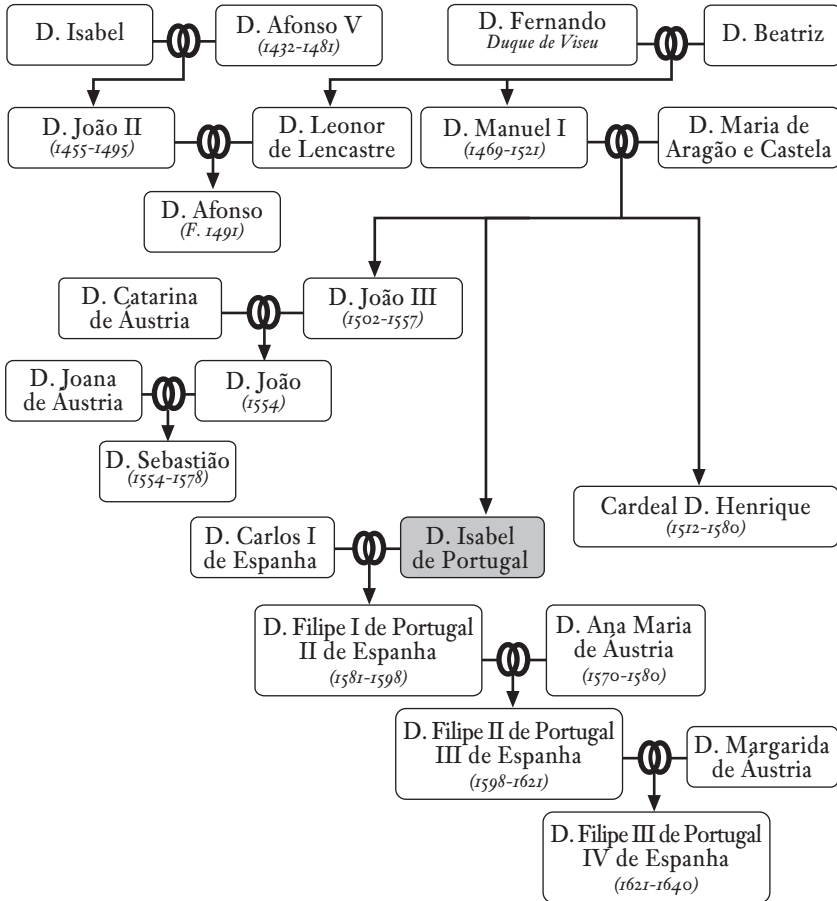 D. Isabel
D. Afonso V
(1432-1481)
D. Fernando
Duque de Viseu
D. Beatriz
D. João II
(1455-1495)
D. Leonor
de Lencastre
D. Manuel I
(1469-1521)
D. Maria de
Aragão e Castela
D. Afonso
(F. 1491)
D. Catarina
de Áustria
D. João III
(1502-1557)
D. Joana
de Áustria
D. João
(1554)
D. Sebastião
(1554-1578)
Cardeal D. Henrique
(1512-1580)
D. Carlos I
de Espanha
D. Isabel
de Portugal
D. Filipe I de Portugal
II de Espanha
(1581-1598)
D. Ana Maria
de Áustria
(1570-1580)
D. Filipe II de Portugal
III de Espanha
(1598-1621)
D. Margarida
de Áustria
D. Filipe III de Portugal
IV de Espanha
(1621-1640)